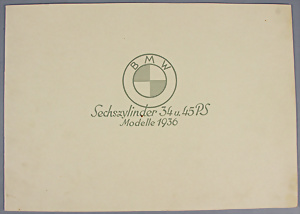 BMW
Sechszylinder 34 u. 45 PS
Modelle 1936